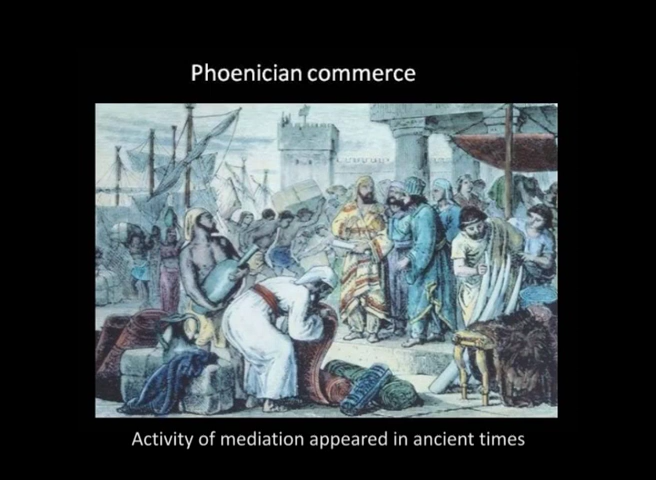 Phoenician commerce
Activity of mediation appeared in ancient times